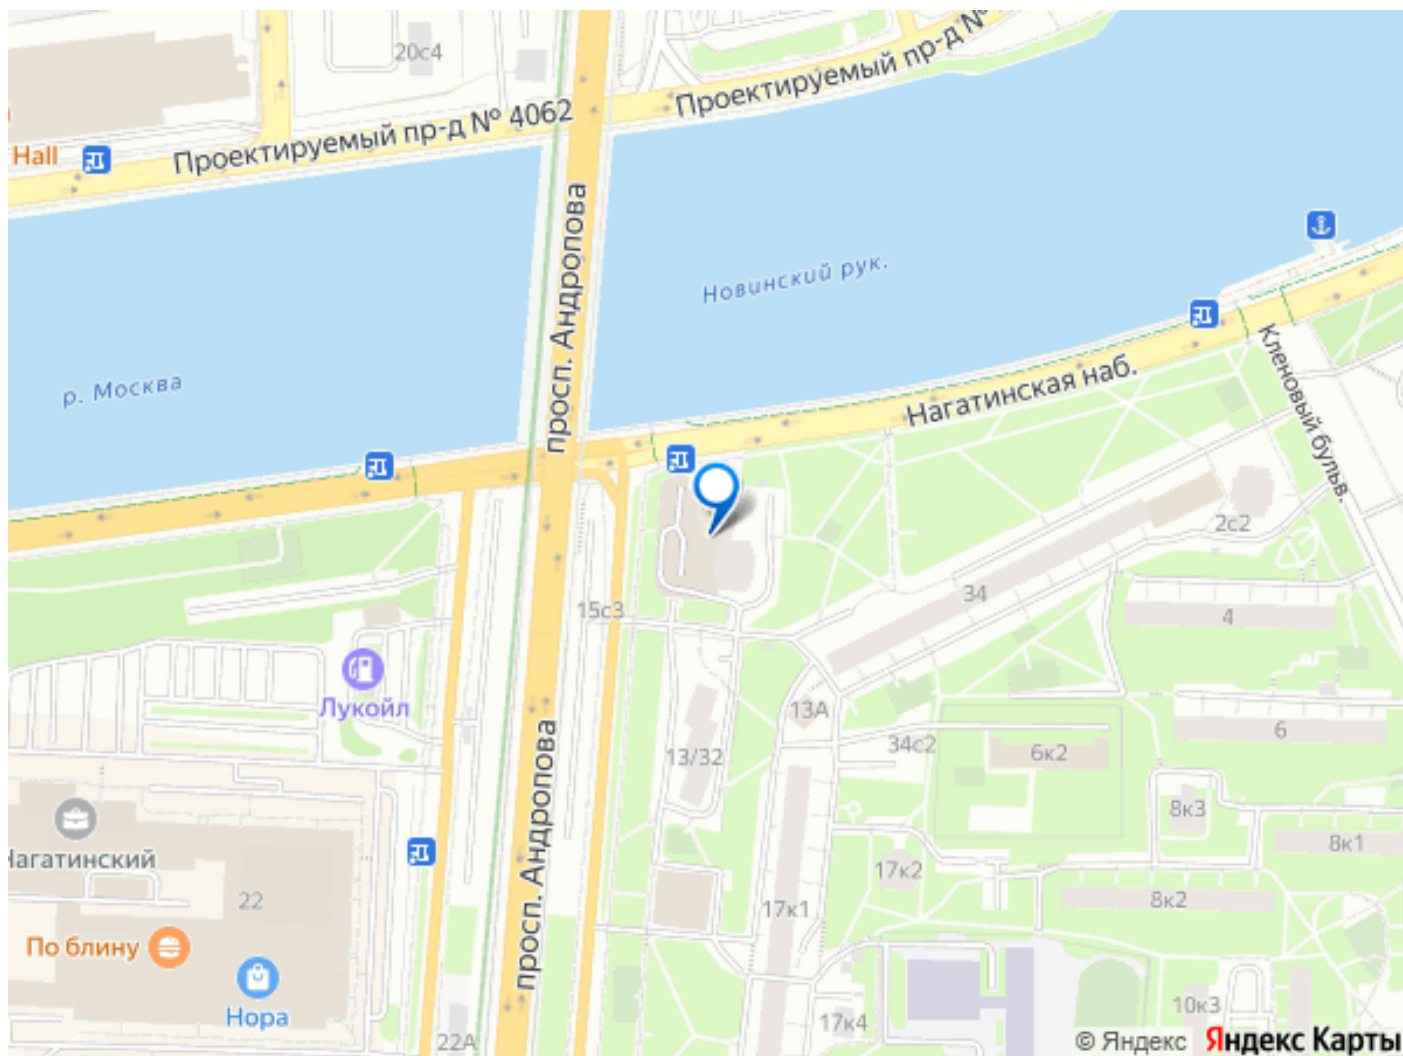 20с4
Проектируемый пр-д №
Проектируемый пр-д № 4062
Hall
просп. Андропова
Новинский рук.
р. Москва
Кленовый бульв.
Нагатинская наб.
2с2
34
15с3
4
Лукойл
13А
6
13/32
34с2
6к2
просп. Андропова
8к3
Нагатинский
8к1
17к2
22
8к2
17к1
По блину
Нора
10к3
17к4
22А
© Яндекс Яндекс Карты